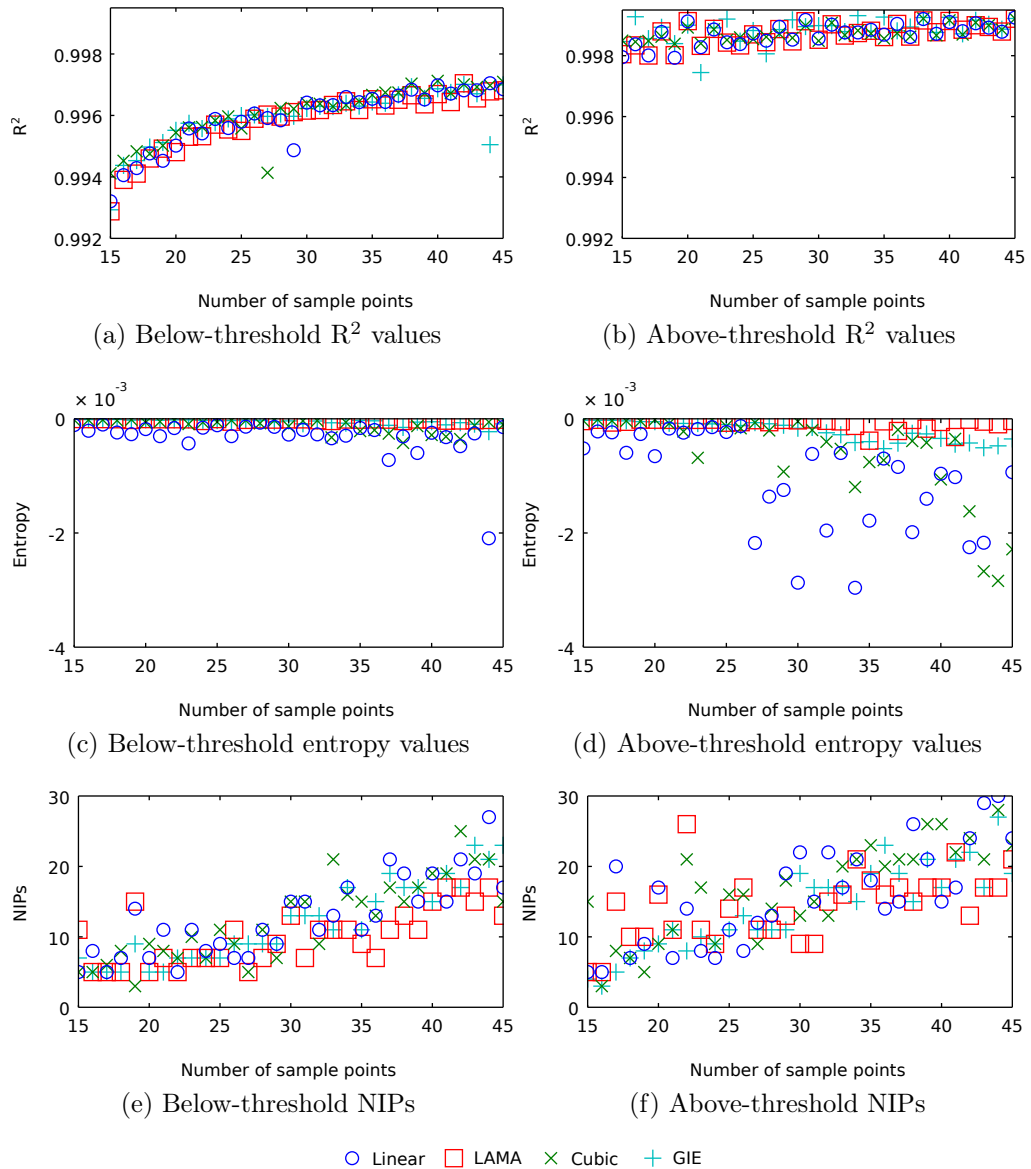 0.998
0.996
0.994
0.992
R²
15 20 25 30 35 40 45
Number of sample points
(a) Below-threshold R² values
0.998
0.996
0.994
0.992
R²
15 20 25 30 35 40 45
Number of sample points
(b) Above-threshold R² values
× 10⁻³
0
-2
-4
Entropy
15 20 25 30 35 40 45
Number of sample points
(c) Below-threshold entropy values
× 10⁻³
0
-2
-4
Entropy
15 20 25 30 35 40 45
Number of sample points
(d) Above-threshold entropy values
30
20
10
0
NIPs
15 20 25 30 35 40 45
Number of sample points
(e) Below-threshold NIPs
30
20
10
0
NIPs
15 20 25 30 35 40 45
Number of sample points
(f) Above-threshold NIPs
Linear LAMA Cubic GIE